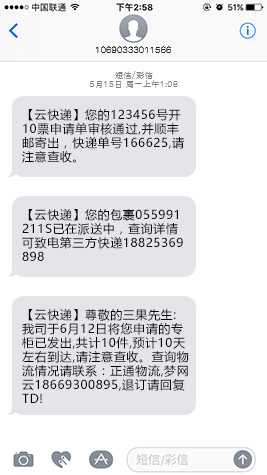 中国联通
下午2:58
51%
10690333011566
短信/彩信
5月15日 周一上午1:08
【云快递】您的123456号开
10票申请单审核通过,并顺丰
邮寄出，快递单号166625,请
注意查收。
【云快递】您的包裹055991
211S已在派送中，查询详情
可致电第三方快递18825369
898
【云快递】尊敬的三果先生:
我司于6月12日将您申请的专
柜已发出,共计10件,预计10天
左右到达,请注意查收。查询物
流情况请联系：正通物流,梦网
云18669300895,退订请回复
TD!
短信/彩信